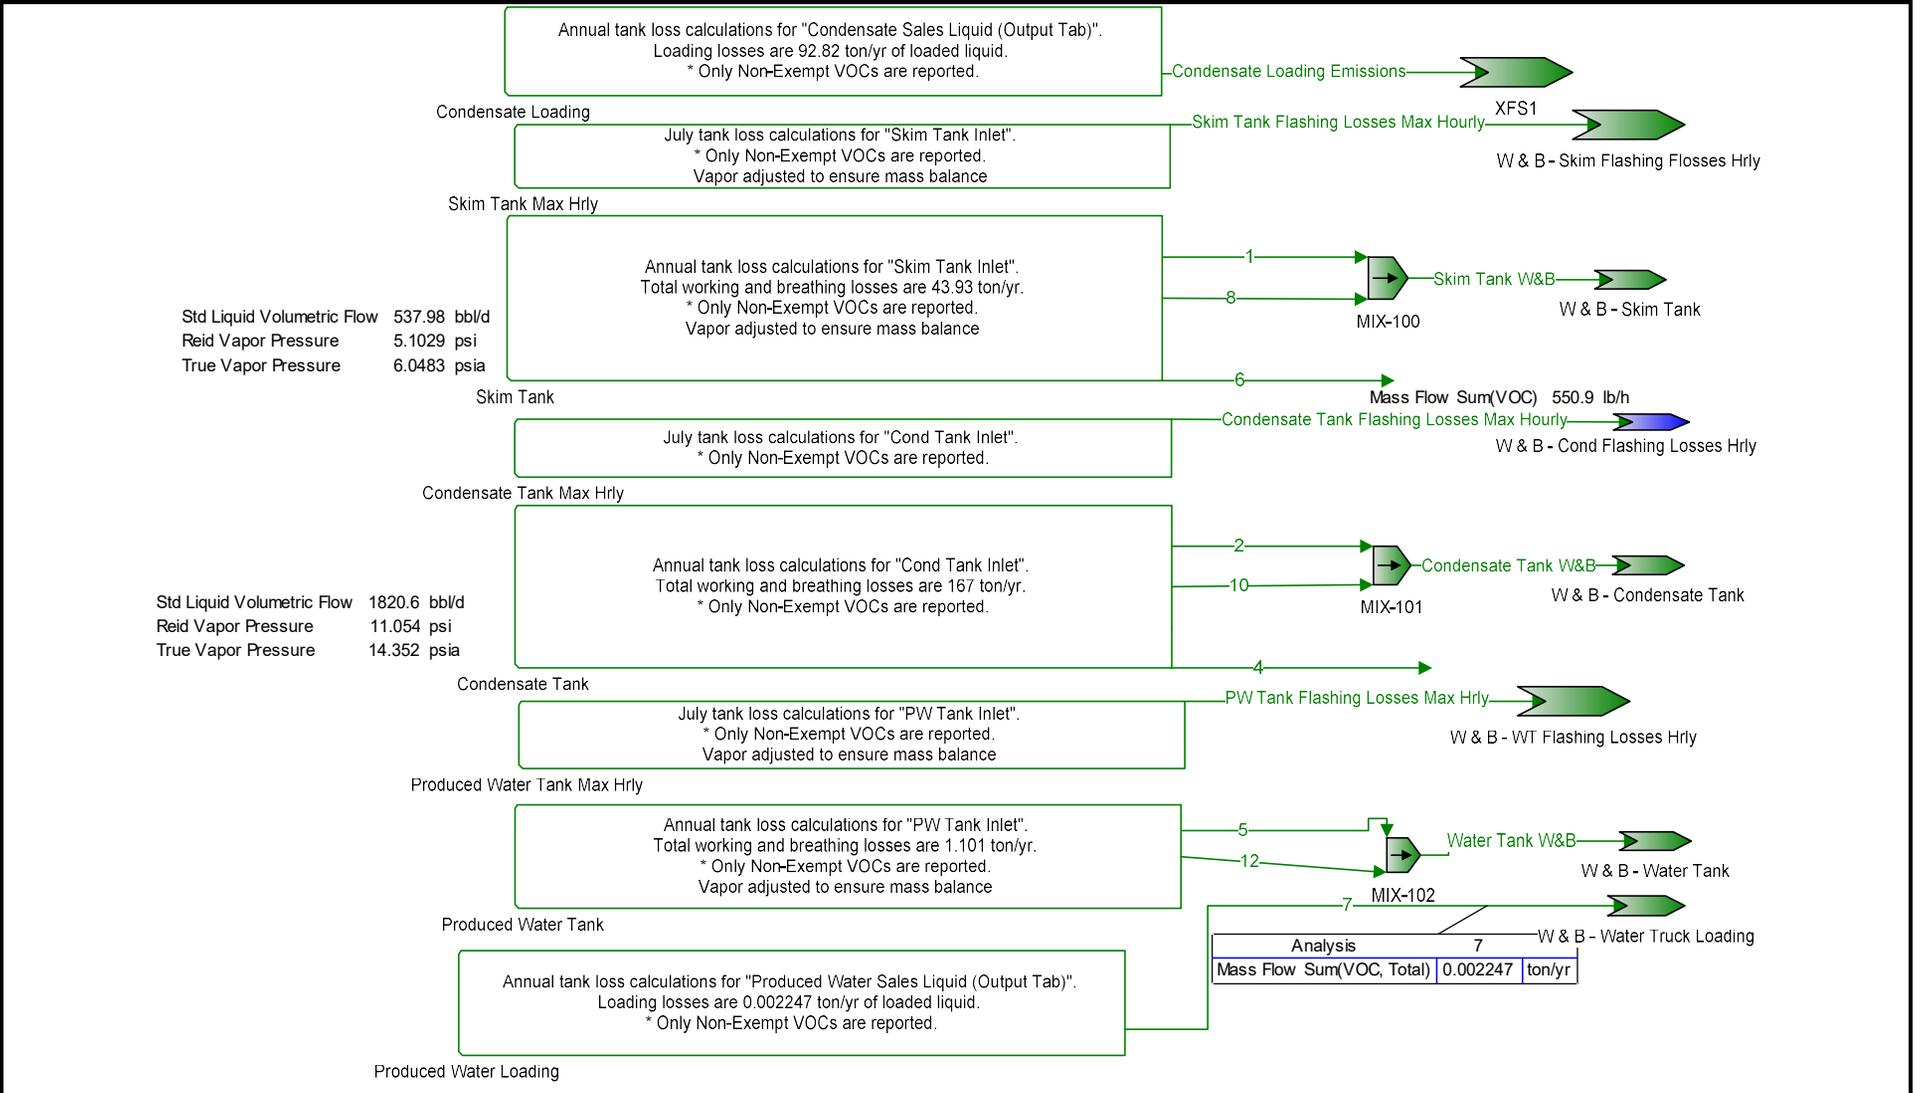 Annual tank loss calculations for "Condensate Sales Liquid (Output Tab)".
Loading losses are 92.82 ton/yr of loaded liquid.
* Only Non-Exempt VOCs are reported.
Condensate Loading Emissions
XFS1
Condensate Loading
July tank loss calculations for "Skim Tank Inlet".
* Only Non-Exempt VOCs are reported.
Vapor adjusted to ensure mass balance
Skim Tank Flashing Losses Max Hourly
W & B - Skim Flashing Flosses Hrly
Skim Tank Max Hrly
Annual tank loss calculations for "Skim Tank Inlet".
Total working and breathing losses are 43.93 ton/yr.
* Only Non-Exempt VOCs are reported.
Vapor adjusted to ensure mass balance
1
8
6
MIX-100
Skim Tank W&B
W & B - Skim Tank
Std Liquid Volumetric Flow 537.98 bbl/d
Reid Vapor Pressure 5.1029 psi
True Vapor Pressure 6.0483 psia
Skim Tank
Mass Flow Sum(VOC) 550.9 lb/h
July tank loss calculations for "Cond Tank Inlet".
* Only Non-Exempt VOCs are reported.
Condensate Tank Flashing Losses Max Hourly
W & B - Cond Flashing Losses Hrly
Condensate Tank Max Hrly
Annual tank loss calculations for "Cond Tank Inlet".
Total working and breathing losses are 167 ton/yr.
* Only Non-Exempt VOCs are reported.
2
10
4
MIX-101
Condensate Tank W&B
W & B - Condensate Tank
Std Liquid Volumetric Flow 1820.6 bbl/d
Reid Vapor Pressure 11.054 psi
True Vapor Pressure 14.352 psia
Condensate Tank
July tank loss calculations for "PW Tank Inlet".
* Only Non-Exempt VOCs are reported.
Vapor adjusted to ensure mass balance
PW Tank Flashing Losses Max Hrly
W & B - WT Flashing Losses Hrly
Produced Water Tank Max Hrly
Annual tank loss calculations for "PW Tank Inlet".
Total working and breathing losses are 1.101 ton/yr.
* Only Non-Exempt VOCs are reported.
Vapor adjusted to ensure mass balance
5
12
MIX-102
Water Tank W&B
W & B - Water Tank
Produced Water Tank
7
W & B - Water Truck Loading
Analysis 7
Mass Flow Sum(VOC, Total) 0.002247 ton/yr
Annual tank loss calculations for "Produced Water Sales Liquid (Output Tab)".
Loading losses are 0.002247 ton/yr of loaded liquid.
* Only Non-Exempt VOCs are reported.
Produced Water Loading